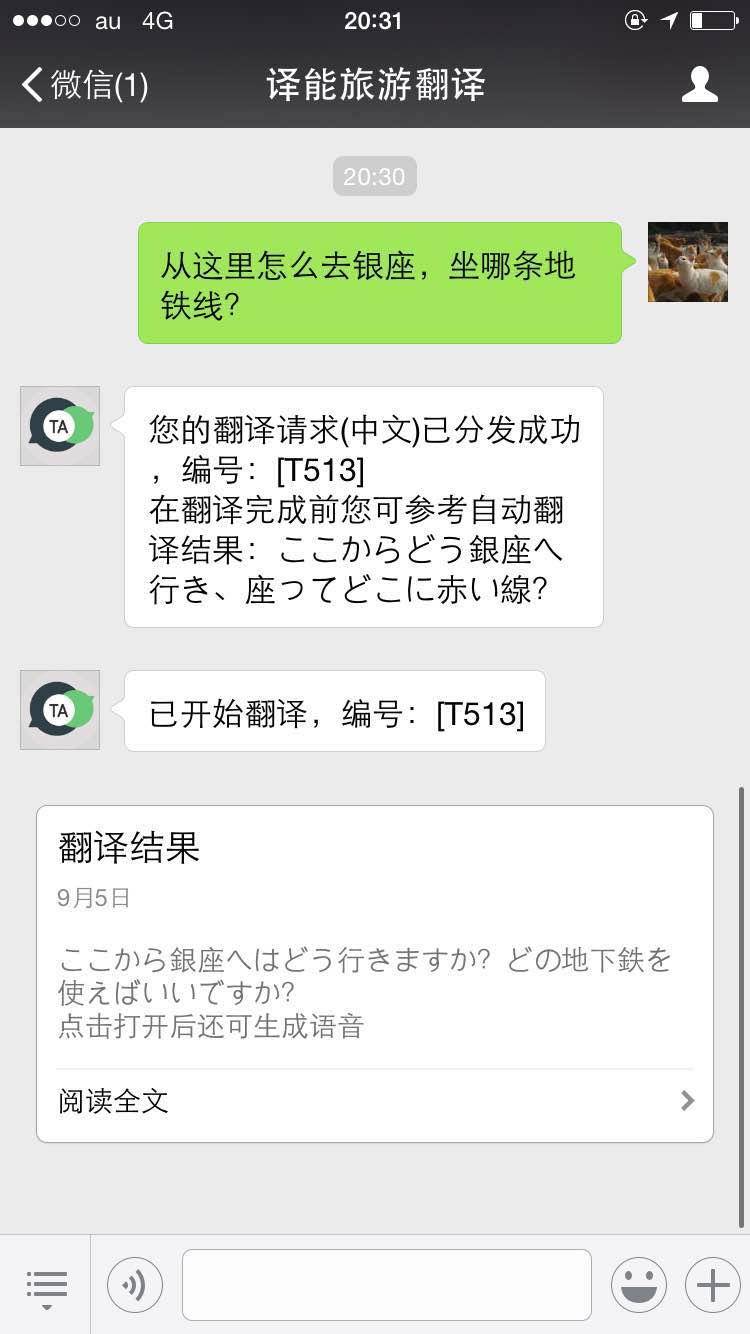 au 4G 20:31
微信(1) 译能旅游翻译
20:30
从这里怎么去银座，坐哪条地
铁线？
TA
您的翻译请求(中文)已分发成功
，编号：[T513]
在翻译完成前您可参考自动翻
译结果：ここからどう銀座へ
行き、座ってどこに赤い線？
TA
已开始翻译，编号：[T513]
翻译结果
9月5日
ここから銀座へはどう行きますか？どの地下鉄を
使えばいいですか？
点击打开后还可生成语音
阅读全文